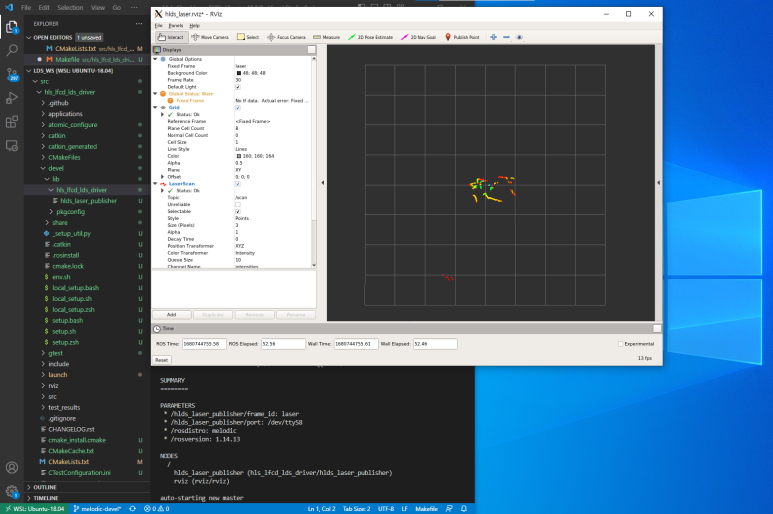 File Edit Selection View Go ···
EXPLORER ···
OPEN EDITORS 1 unsaved
CMakeLists.txt src/hls_lfcd_... M
Makefile src/hls_lfcd_lds_dri... U
LDS_WS [WSL: UBUNTU-18.04]
src
hls_lfcd_lds_driver
.github
applications
atomic_configure
catkin
catkin_generated
CMakeFiles
devel
lib
hls_lfcd_lds_driver
hlds_laser_publisher U
pkgconfig
share
_setup_util.py U
.catkin U
.rosinstall U
cmake.lock U
env.sh U
local_setup.bash U
local_setup.sh U
local_setup.zsh U
setup.bash U
setup.sh U
setup.zsh U
gtest
include
launch
rviz
src
test_results
.gitignore
CHANGELOG.rst
cmake_install.cmake U
CMakeCache.txt U
CMakeLists.txt M
CTestConfiguration.ini U
OUTLINE
TIMELINE
hlds_laser.rviz* - RViz
File Panels Help
Interact Move Camera Select Focus Camera Measure 2D Pose Estimate 2D Nav Goal Publish Point
Displays
Global Options
Fixed Frame laser
Background Color 48; 48; 48
Frame Rate 30
Default Light ✓
Global Status: Warn
Fixed Frame No tf data. Actual error: Fixed ...
Grid ✓
Status: Ok
Reference Frame <Fixed Frame>
Plane Cell Count 8
Normal Cell Count 0
Cell Size 1
Line Style Lines
Color 160; 160; 164
Alpha 0.5
Plane XY
Offset 0; 0; 0
LaserScan ✓
Status: Ok
Topic /scan
Unreliable
Selectable ✓
Style Points
Size (Pixels) 3
Alpha 1
Decay Time 0
Position Transformer XYZ
Color Transformer Intensity
Queue Size 10
Channel Name intensities
Add Duplicate Remove Rename
Time
ROS Time: 1680744755.58 ROS Elapsed: 52.56 Wall Time: 1680744755.61 Wall Elapsed: 52.46 Experimental
Reset 13 fps
SUMMARY
========
PARAMETERS
* /hlds_laser_publisher/frame_id: laser
* /hlds_laser_publisher/port: /dev/ttyS8
* /rosdistro: melodic
* /rosversion: 1.14.13
NODES
/
hlds_laser_publisher (hls_lfcd_lds_driver/hlds_laser_publisher)
rviz (rviz/rviz)
auto-starting new master
WSL: Ubuntu-18.04 melodic-devel* 0 0 Ln 1, Col 2 Tab Size: 2 UTF-8 LF Makefile